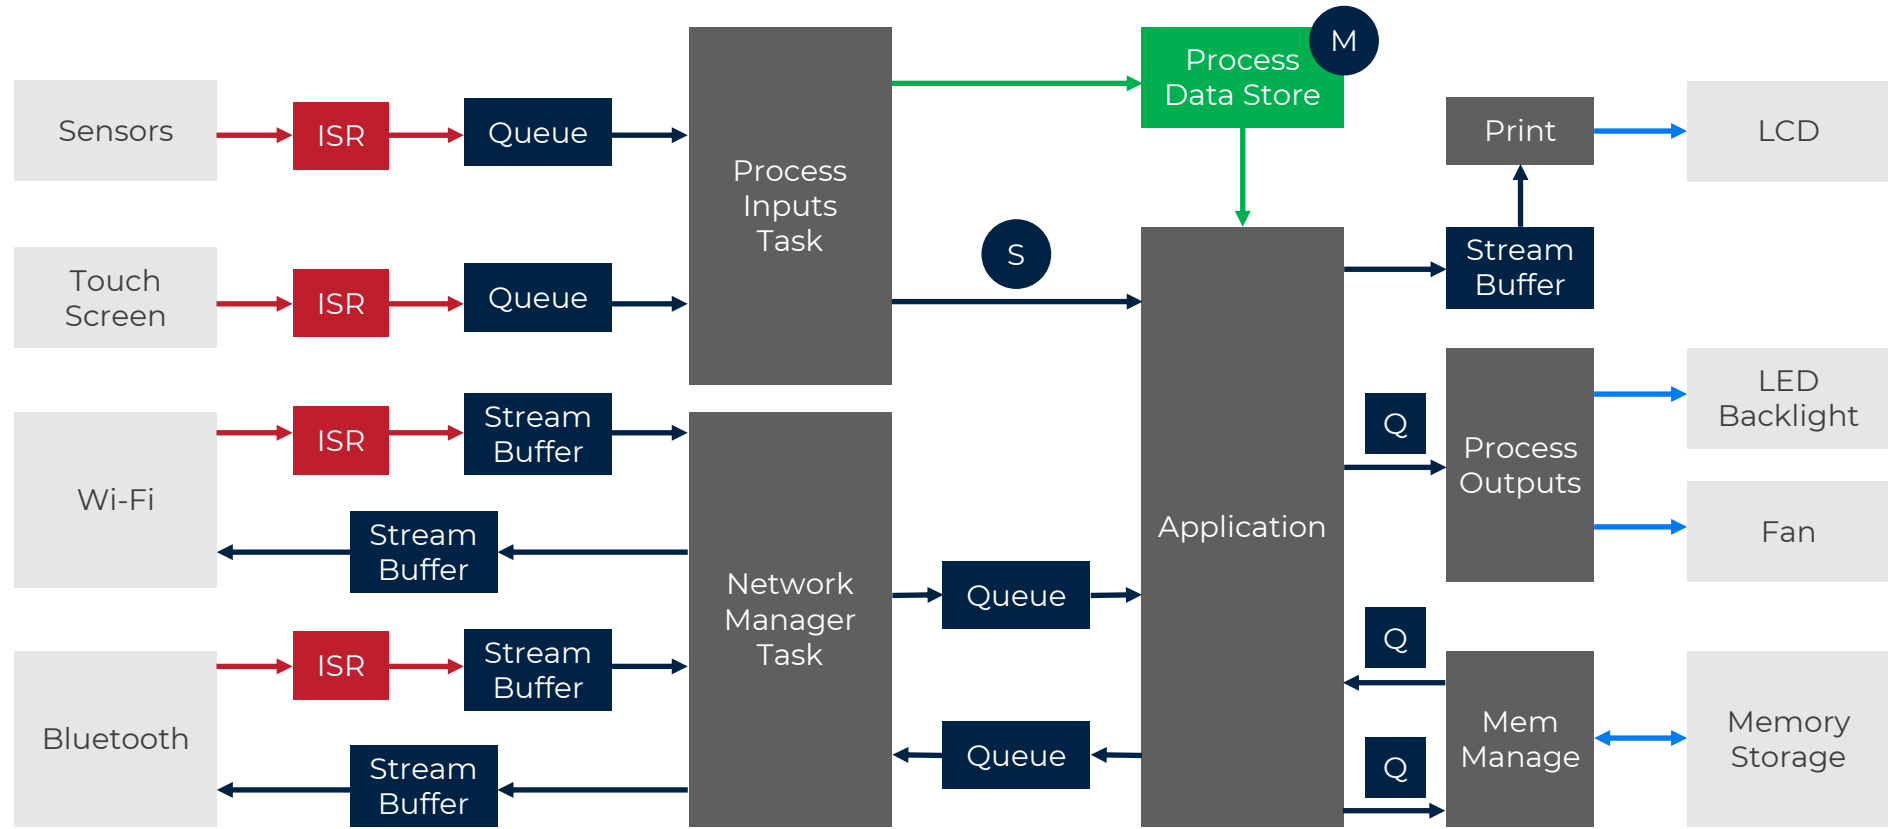 M
Process
Data Store
Sensors
ISR
Queue
Process
Inputs
Task
Print
LCD
S
Touch
Screen
ISR
Queue
Stream
Buffer
Wi-Fi
ISR
Stream
Buffer
Stream
Buffer
Network
Manager
Task
Queue
Queue
Application
Q
Process
Outputs
LED
Backlight
Fan
Bluetooth
ISR
Stream
Buffer
Stream
Buffer
Q
Q
Mem
Manage
Memory
Storage